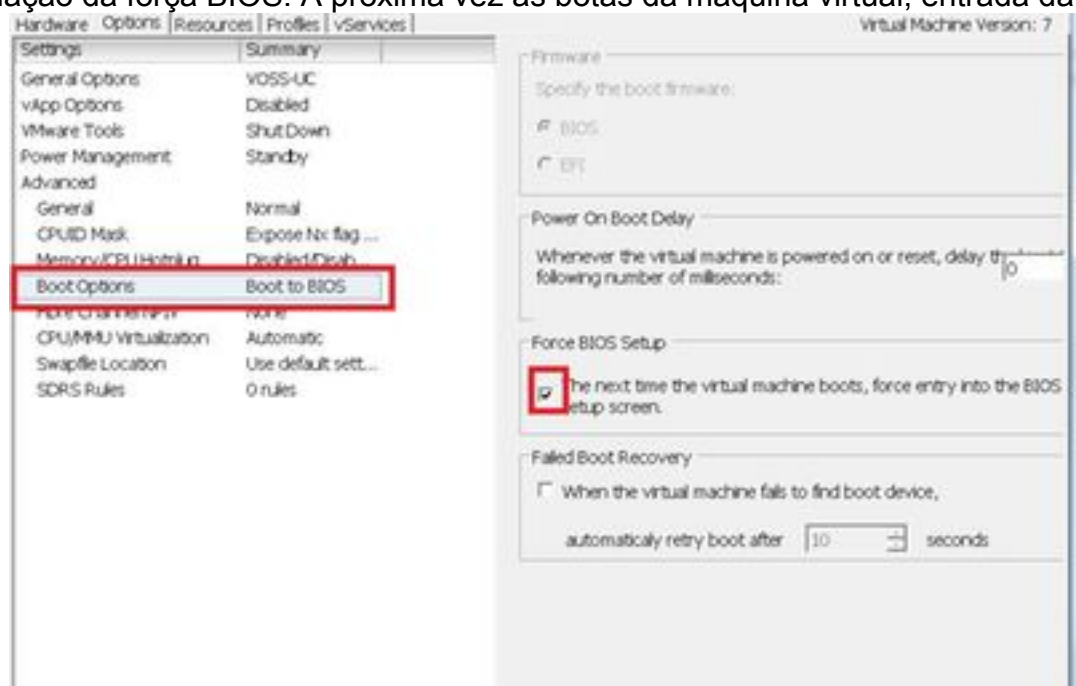 ação da força BIOS. A próxima vez as botas da máquina virtual, entrada da
Hardware Options Resources Profiles vServices Virtual Machine Version: 7
Settings Summary
General Options VOSS-UC
vApp Options Disabled
VMware Tools Shut Down
Power Management Standby
Advanced
General Normal
CPUID Mask Expose Nx flag ...
Memory/CPU Hotplug Disabled/Disab...
Boot Options Boot to BIOS
Fibre Channel NPIV None
CPU/MMU Virtualization Automatic
Swapfile Location Use default sett...
SDRS Rules 0 rules
Firmware
Specify the boot firmware:
BIOS
EFI
Power On Boot Delay
Whenever the virtual machine is powered on or reset, delay
following number of milliseconds:
0
Force BIOS Setup
The next time the virtual machine boots, force entry into the BIOS
setup screen.
Failed Boot Recovery
When the virtual machine fails to find boot device,
automaticaly retry boot after 10 seconds